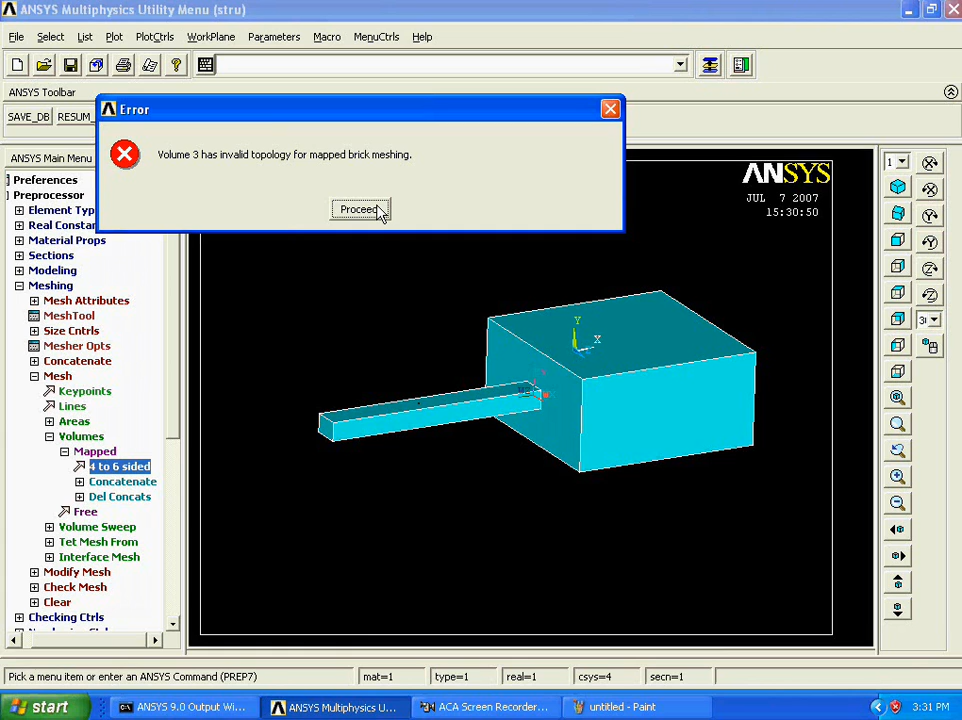 ANSYS Multiphysics Utility Menu (stru)
File Select List Plot PlotCtrls WorkPlane Parameters Macro MenuCtrls Help
ANSYS Toolbar
SAVE_DB RESUM_
Error
Volume 3 has invalid topology for mapped brick meshing.
Proceed
ANSYS Main Menu
Preferences
Preprocessor
Element Typ
Real Constar
Material Props
Sections
Modeling
Meshing
Mesh Attributes
MeshTool
Size Cntrls
Mesher Opts
Concatenate
Mesh
Keypoints
Lines
Areas
Volumes
Mapped
4 to 6 sided
Concatenate
Del Concats
Free
Volume Sweep
Tet Mesh From
Interface Mesh
Modify Mesh
Check Mesh
Clear
Checking Ctrls
ANSYS
JUL 7 2007
15:30:50
Y
X
1
X
X
Y
Y
Z
Z
Pick a menu item or enter an ANSYS Command (PREP7)
mat=1
type=1
real=1
csys=4
secn=1
start
ANSYS 9.0 Output Wi...
ANSYS Multiphysics U...
ACA Screen Recorder...
untitled - Paint
3:31 PM